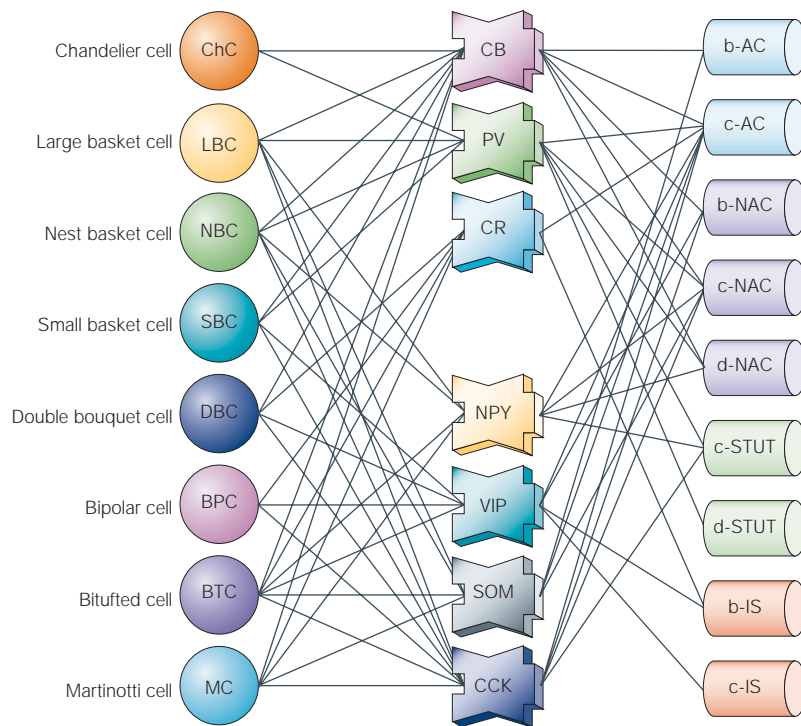 Chandelier cell ChC CB b-AC
Large basket cell LBC PV c-AC
Nest basket cell NBC CR b-NAC
Small basket cell SBC c-NAC
Double bouquet cell DBC NPY d-NAC
Bipolar cell BPC VIP c-STUT
d-STUT
Bitufted cell BTC SOM b-IS
Martinotti cell MC CCK c-IS